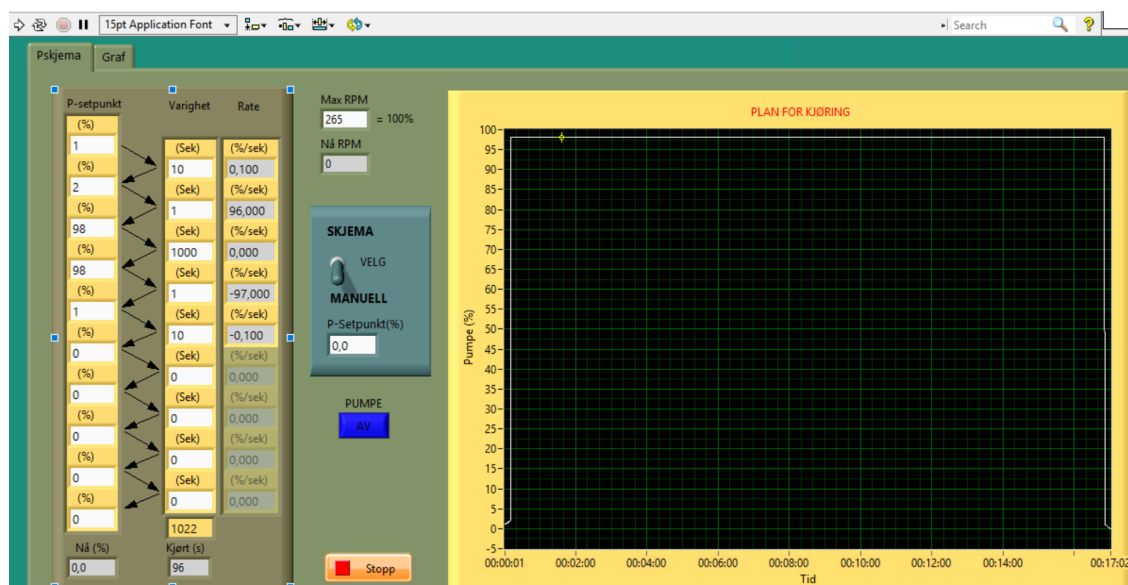 15pt Application Font
Search
Pskjema
Graf
P-setpunkt
Varighet
Rate
(%)
1
(Sek)
(%/sek)
10
0,100
(%)
2
(Sek)
(%/sek)
1
96,000
(%)
98
(Sek)
(%/sek)
1000
0,000
(%)
98
(Sek)
(%/sek)
1
-97,000
(%)
1
(Sek)
(%/sek)
10
-0,100
(%)
0
(Sek)
(%/sek)
0
0,000
(%)
0
(Sek)
(%/sek)
0
0,000
(%)
0
(Sek)
(%/sek)
0
0,000
(%)
0
(Sek)
(%/sek)
0
0,000
(%)
0
1022
Nå (%)
0,0
Kjørt (s)
96
Max RPM
265 = 100%
Nå RPM
0
SKJEMA
VELG
MANUELL
P-Setpunkt(%)
0,0
PUMPE
AV
Stopp
PLAN FOR KJØRING
Pumpe (%)
100
95
90
85
80
75
70
65
60
55
50
45
40
35
30
25
20
15
10
5
0
-5
00:00:01 00:02:00 00:04:00 00:06:00 00:08:00 00:10:00 00:12:00 00:14:00 00:17:02
Tid